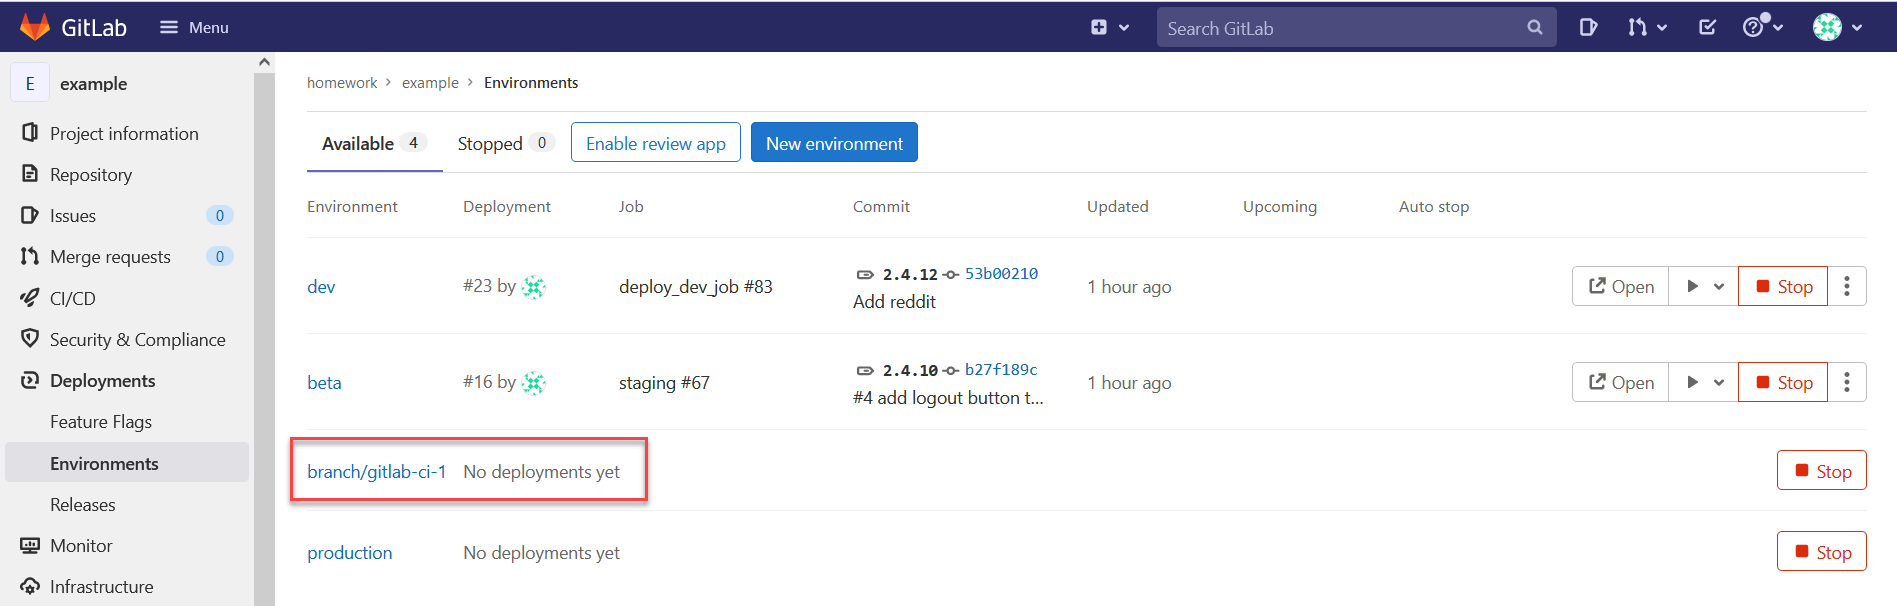 GitLab Menu Search GitLab
E example
Project information
Repository
Issues 0
Merge requests 0
CI/CD
Security & Compliance
Deployments
Feature Flags
Environments
Releases
Monitor
Infrastructure
homework > example > Environments
Available 4 Stopped 0 Enable review app New environment
Environment Deployment Job Commit Updated Upcoming Auto stop
dev #23 by deploy_dev_job #83 2.4.12 53b00210 1 hour ago Open Stop
Add reddit
beta #16 by staging #67 2.4.10 b27f189c 1 hour ago Open Stop
#4 add logout button t...
branch/gitlab-ci-1 No deployments yet Stop
production No deployments yet Stop